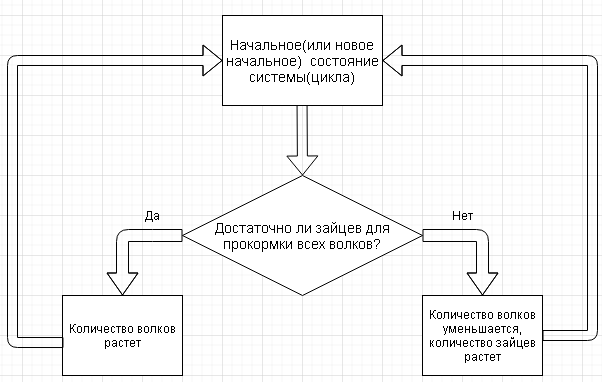 Начальное(или новое
начальное) состояние
системы(цикла)
Достаточно ли зайцев для
прокормки всех волков?
Да
Нет
Количество волков
растет
Количество волков
уменьшается,
количество зайцев
растет